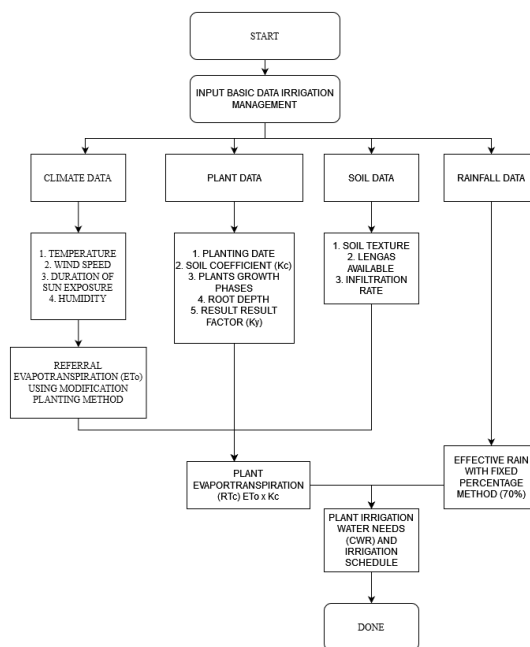 START
INPUT BASIC DATA IRRIGATION
MANAGEMENT
CLIMATE DATA
PLANT DATA
SOIL DATA
RAINFALL DATA
1. TEMPERATURE
2. WIND SPEED
3. DURATION OF
SUN EXPOSURE
4. HUMIDITY
1. PLANTING DATE
2. SOIL COEFFICIENT (Kc)
3. PLANTS GROWTH
PHASES
4. ROOT DEPTH
5. RESULT RESULT
FACTOR (Ky)
1. SOIL TEXTURE
2. LENGAS
AVAILABLE
3. INFILTRATION
RATE
REFERRAL
EVAPOTRANSPIRATION (ETo)
USING MODIFICATION
PLANTING METHOD
PLANT
EVAPORTRANSPIRATION
(RTc) ETo x Kc
EFFECTIVE RAIN
WITH FIXED
PERCENTAGE
METHOD (70%)
PLANT IRRIGATION
WATER NEEDS
(CWR) AND
IRRIGATION
SCHEDULE
DONE